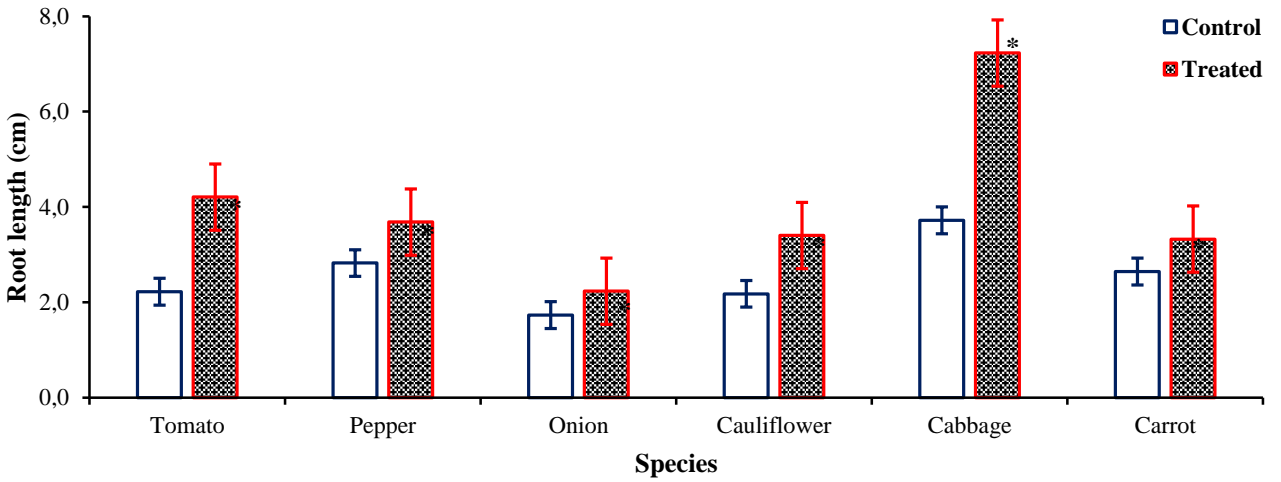 8,0
6,0
4,0
2,0
0,0
Root length (cm)
Control
Treated
*
*
*
*
*
*
Tomato Pepper Onion Cauliflower Cabbage Carrot
Species